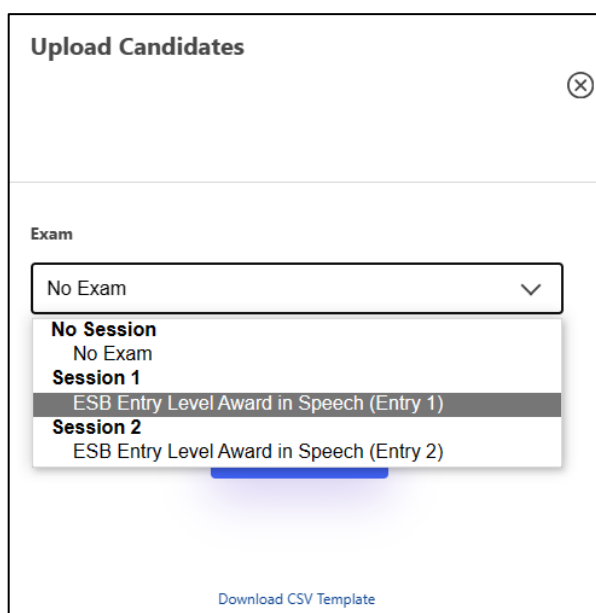 Upload Candidates
Exam
No Exam
No Session
No Exam
Session 1
ESB Entry Level Award in Speech (Entry 1)
Session 2
ESB Entry Level Award in Speech (Entry 2)
Download CSV Template